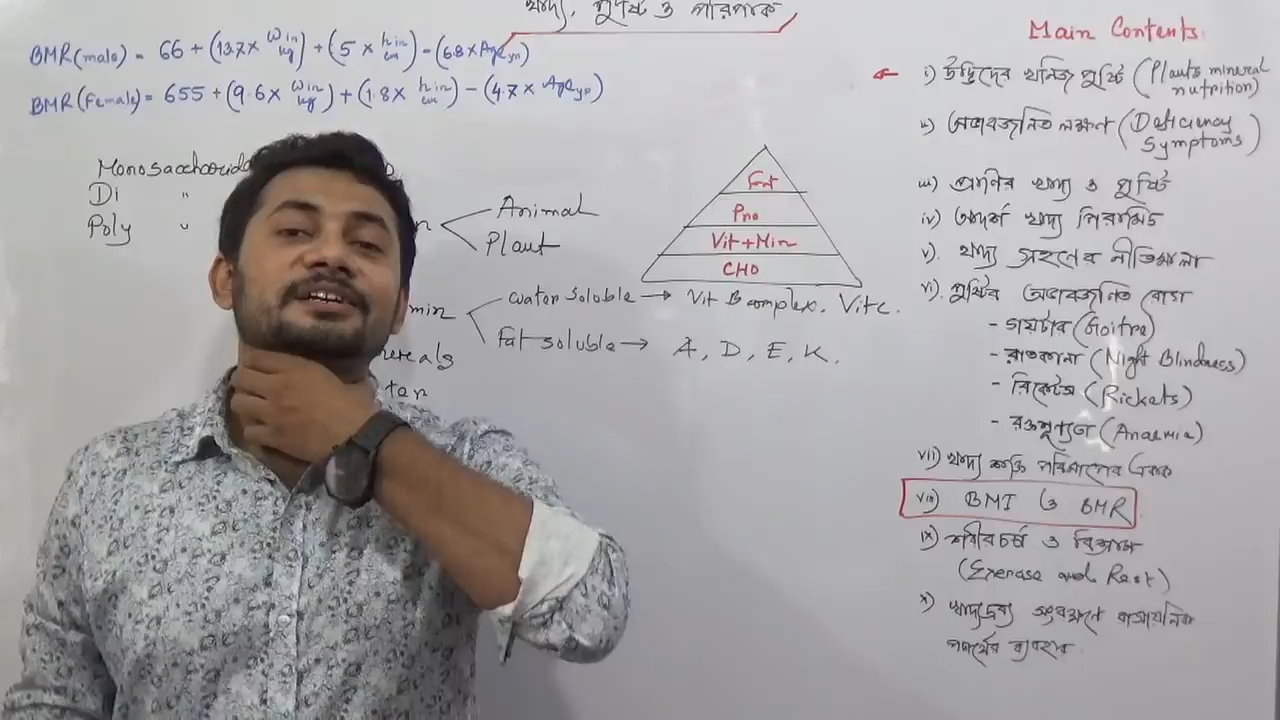 খাদ্য, পুষ্টি ও পরিপাক
BMR(male) = 66 + (13.7 x W in kg) + (5 x h in cm) - (6.8 x Age yr)
BMR(Female) = 655 + (9.6 x W in kg) + (1.8 x h in cm) - (4.7 x Age yr)
Monosaccharide
Di "
Poly "
Animal
Plant
Fat
Pro
Vit + Min
CHO
min
water soluble → Vit B complex, Vit C.
Fat soluble → A, D, E, K.
nerals
ter
Main Contents
i) উদ্ভিদের খনিজ পুষ্টি (Plants mineral nutrition)
ii) অভাবজনিত লক্ষণ (Deficiency Symptoms)
iii) প্রাণির খাদ্য ও পুষ্টি
iv) আদর্শ খাদ্য পিরামিড
v). খাদ্য গ্রহণের নীতিমালা
vi). পুষ্টির অভাবজনিত রোগ
- গয়টার (Goitre)
- রাতকানা (Night Blindness)
- রিকেটস (Rickets)
- রক্তশূণ্যতা (Anaemia)
vii) খাদ্য শক্তি পরিমাপের একক
viii) BMI ও BMR
ix) শরীরচর্চা ও বিশ্রাম
(Exercise and Rest)
x) খাদ্যদ্রব্য সংরক্ষণে রাসায়নিক
পদার্থের ব্যবহার